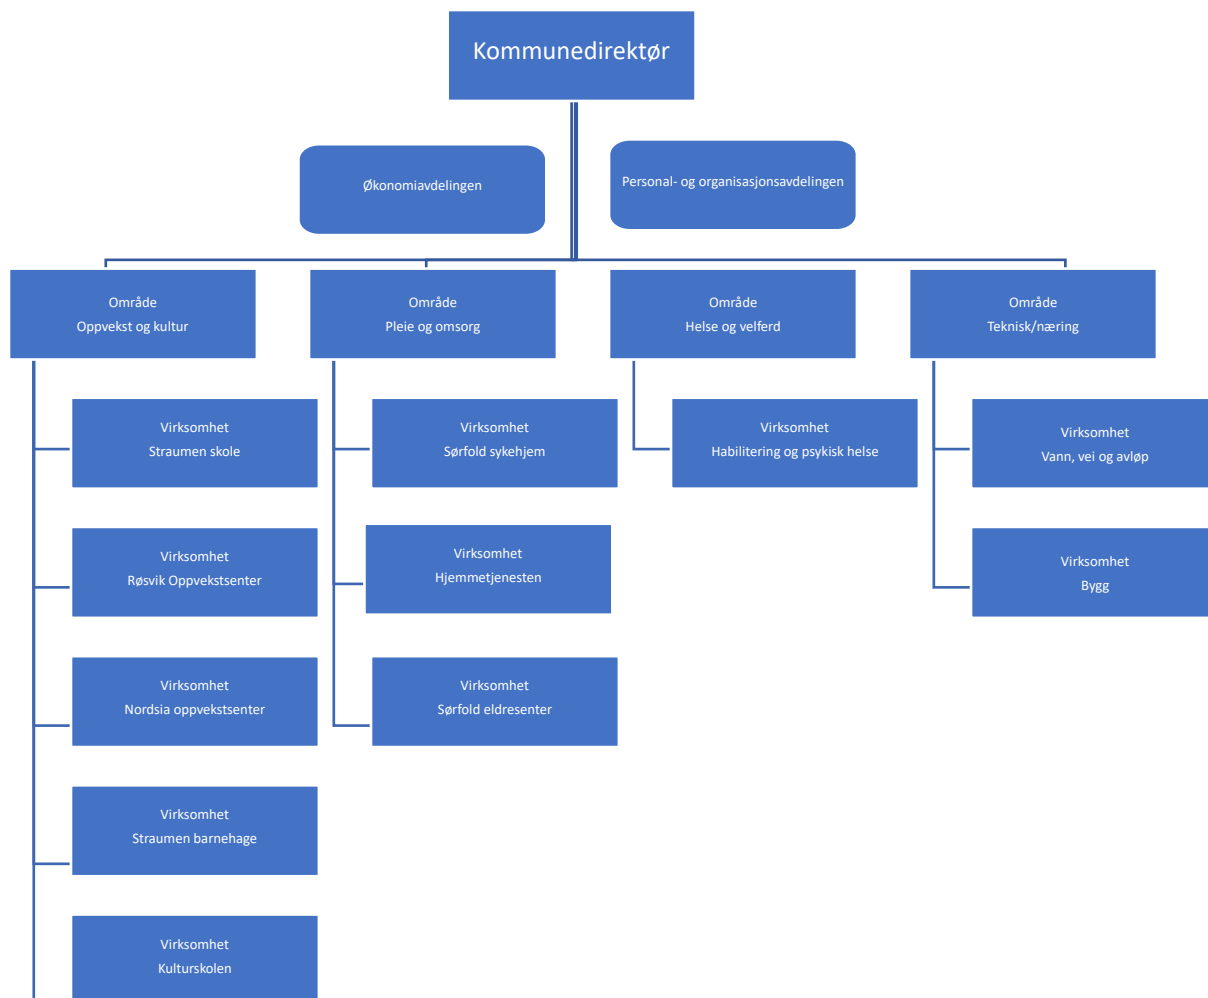 Kommunedirektør
Økonomiavdelingen
Personal- og organisasjonsavdelingen
Område
Oppvekst og kultur
Område
Pleie og omsorg
Område
Helse og velferd
Område
Teknisk/næring
Virksomhet
Straumen skole
Virksomhet
Sørfold sykehjem
Virksomhet
Habilitering og psykisk helse
Virksomhet
Vann, vei og avløp
Virksomhet
Røsvik Oppvekstsenter
Virksomhet
Hjemmetjenesten
Virksomhet
Bygg
Virksomhet
Nordsia oppvekstsenter
Virksomhet
Sørfold eldresenter
Virksomhet
Straumen barnehage
Virksomhet
Kulturskolen